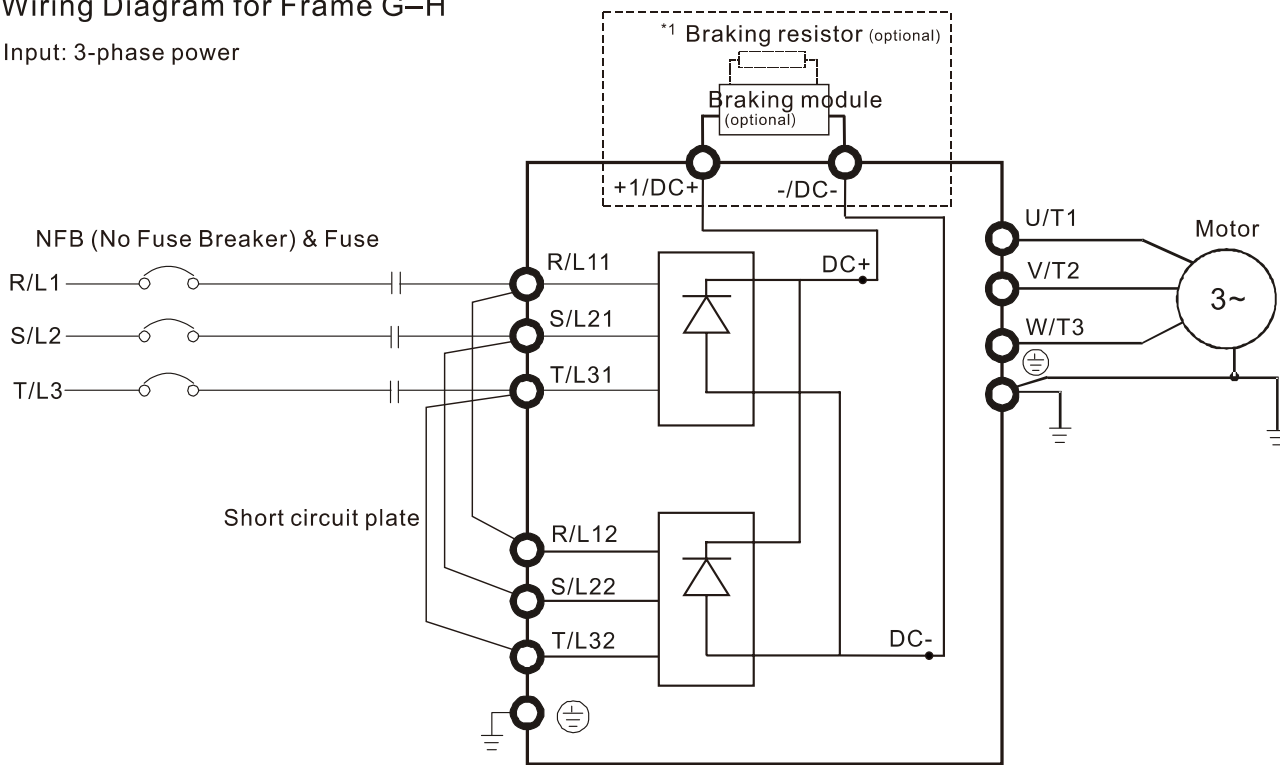 Wiring Diagram for Frame G–H
Input: 3-phase power
*1 Braking resistor (optional)
Braking module
(optional)
+1/DC+
-/DC-
NFB (No Fuse Breaker) & Fuse
R/L1
S/L2
T/L3
R/L11
S/L21
T/L31
DC+
U/T1
V/T2
W/T3
Motor
3~
Short circuit plate
R/L12
S/L22
T/L32
DC-